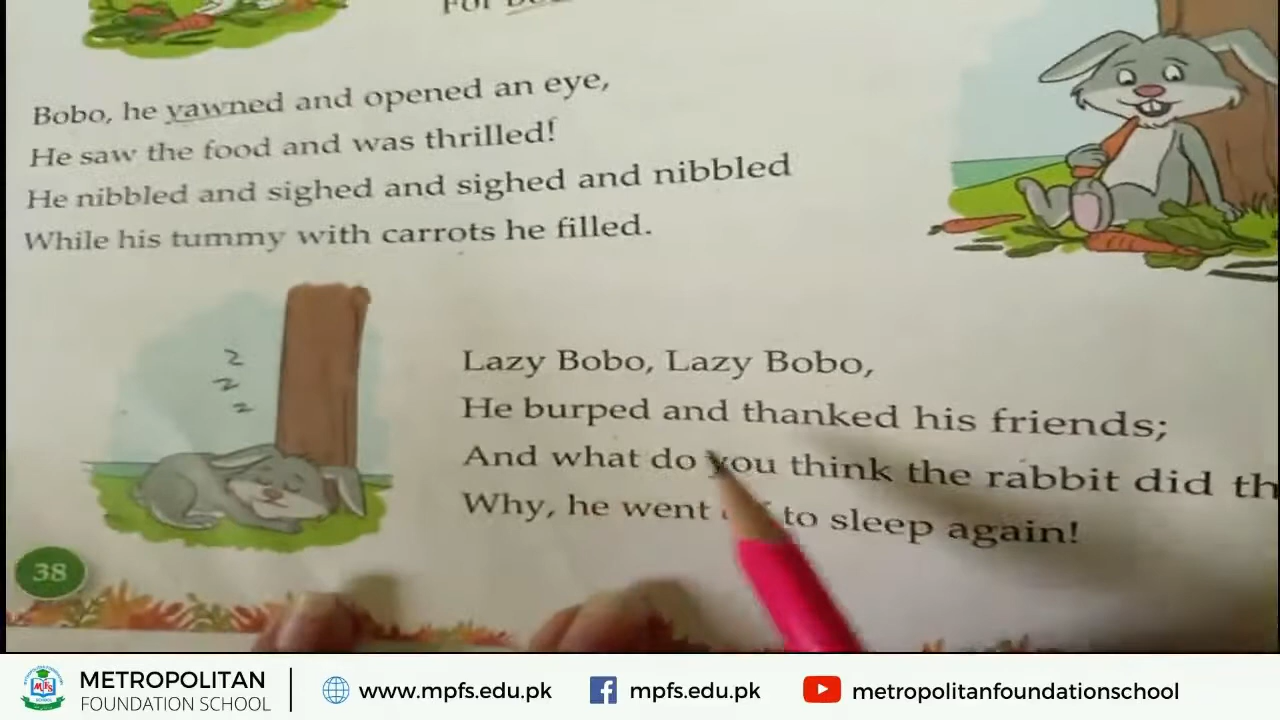 For
Bobo, he yawned and opened an eye,
He saw the food and was thrilled!
He nibbled and sighed and sighed and nibbled
While his tummy with carrots he filled.
z
z
z
Lazy Bobo, Lazy Bobo,
He burped and thanked his friends;
And what do you think the rabbit did th
Why, he went to sleep again!
38
MFS
METROPOLITAN
FOUNDATION SCHOOL
www.mpfs.edu.pk
mpfs.edu.pk
metropolitanfoundationschool